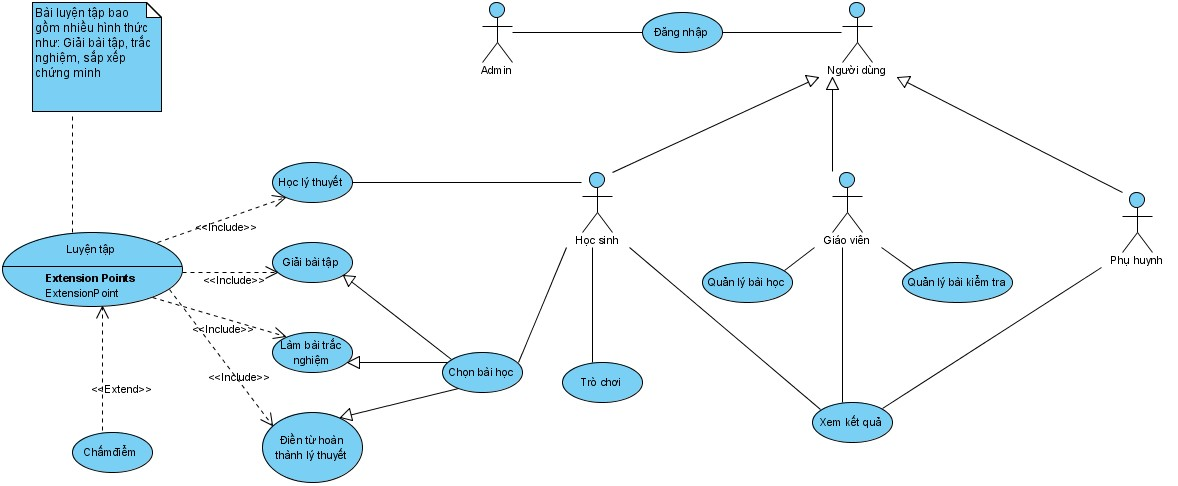 Bài luyện tập bao
gồm nhiều hình thức
như: Giải bài tập, trắc
nghiệm, sắp xếp
chứng minh
Đăng nhập
Admin
Người dùng
Học lý thuyết
<<Include>>
Luyện tập
Extension Points
ExtensionPoint
Giải bài tập
<<Include>>
Học sinh
Giáo viên
Phụ huynh
Quản lý bài học
Quản lý bài kiểm tra
<<Include>>
Làm bài trắc
nghiệm
<<Include>>
Chọn bài học
Trò chơi
<<Extend>>
Xem kết quả
Chấmđiểm
Điền từ hoàn
thành lý thuyết